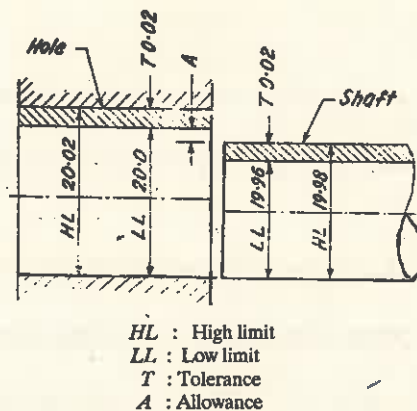 Hole
T 0·02
A
T 0·02
Shaft
HL 20·02
LL 20·0
LL 19·96
HL 19·98
HL : High limit
LL : Low limit
T : Tolerance
A : Allowance